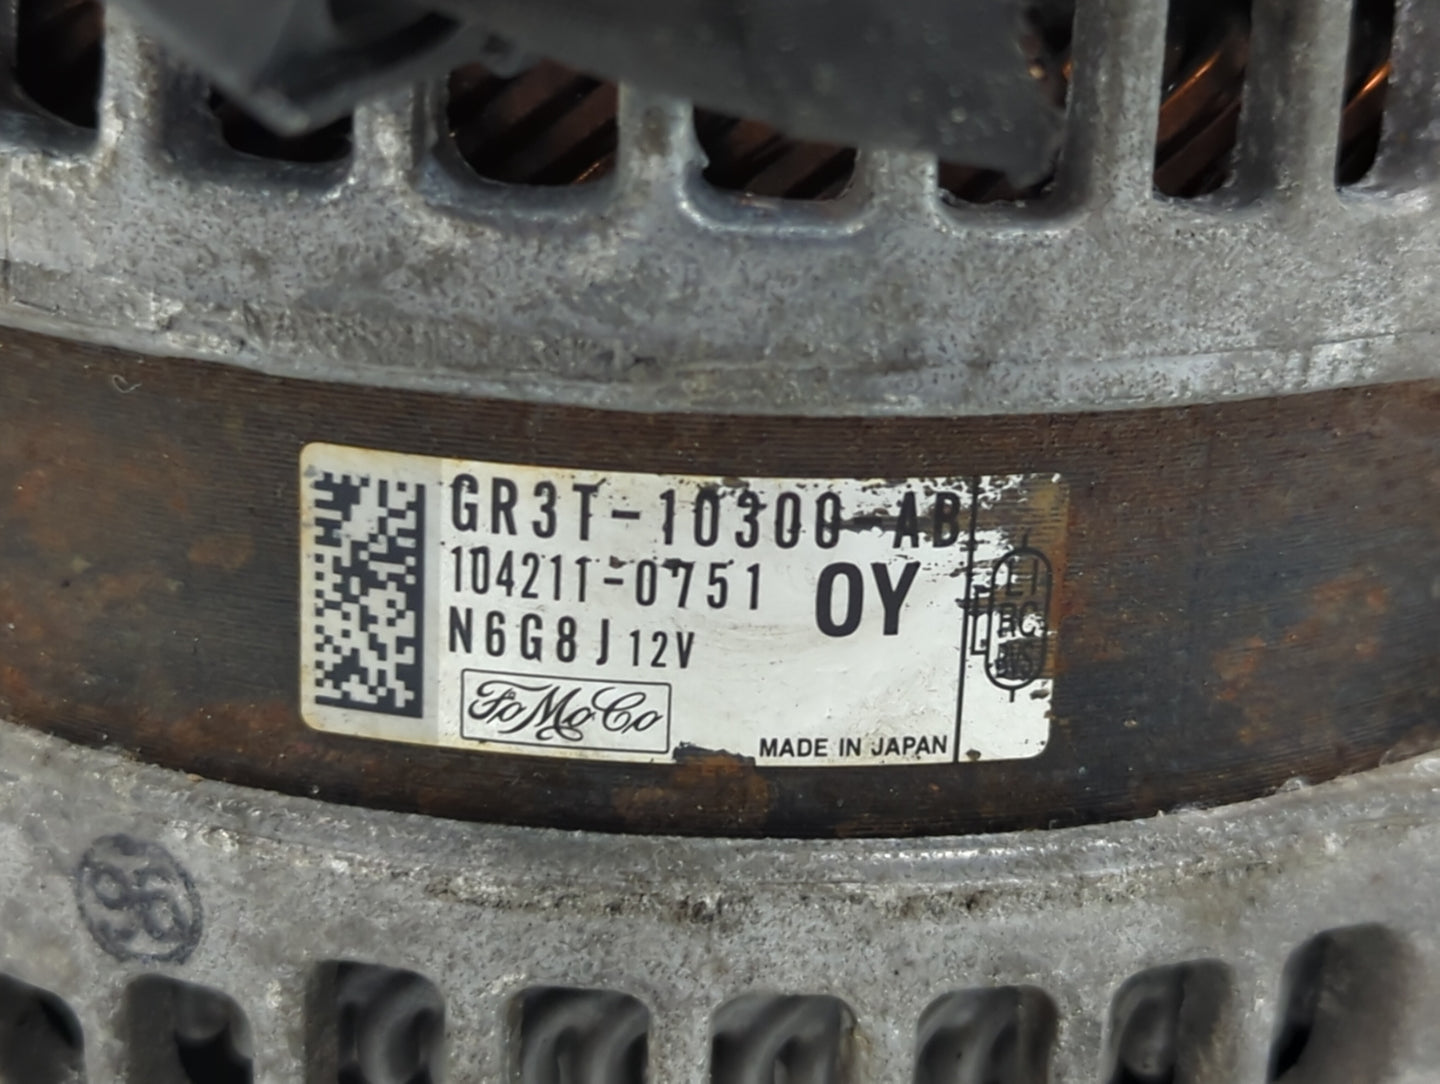 GR3T-10300-AB
104211-0751 OY
N6G8J 12V
FoMoCo
MADE IN JAPAN
96